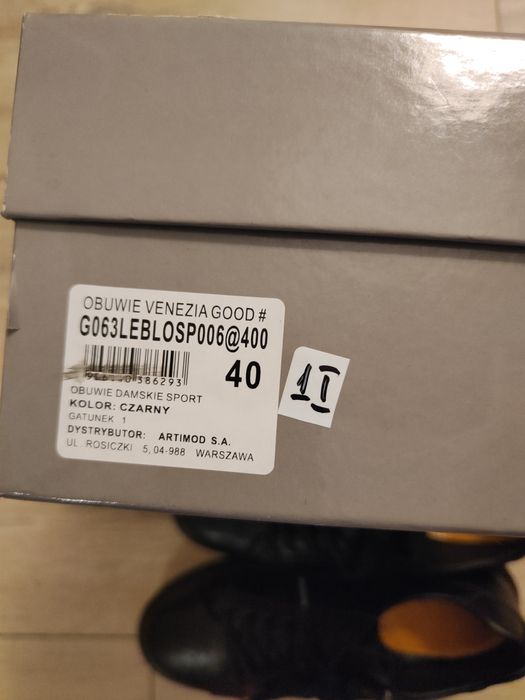 OBUWIE VENEZIA GOOD #
G063LEBLOSP006@400
386293
40
OBUWIE DAMSKIE SPORT
KOLOR: CZARNY
GATUNEK 1
DYSTRYBUTOR: ARTIMOD S.A.
UL. ROSICZKI 5, 04-988 WARSZAWA